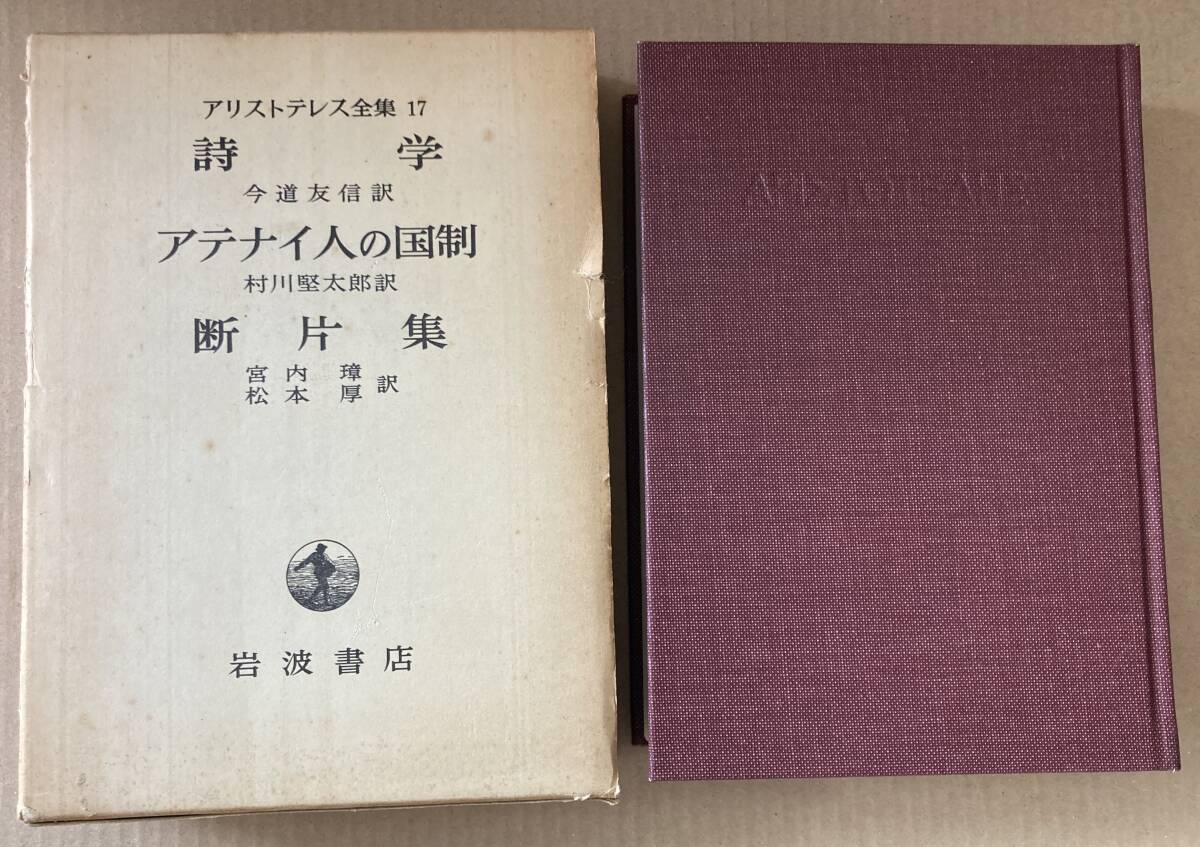 アリストテレス全集 17
詩学
今道友信訳
アテナイ人の国制
村川堅太郎訳
断片集
宮内璋
松本厚 訳
岩波書店